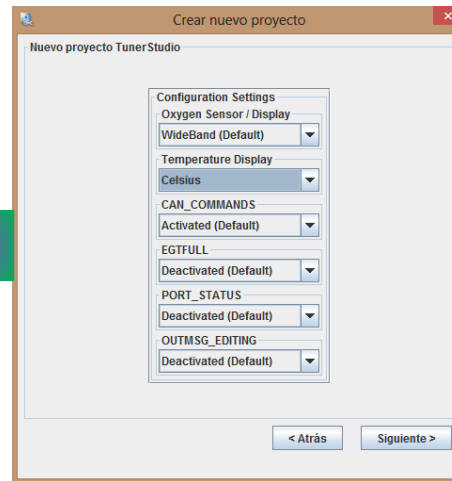 Crear nuevo proyecto
Nuevo proyecto TunerStudio
Configuration Settings
Oxygen Sensor / Display
WideBand (Default)
Temperature Display
Celsius
CAN_COMMANDS
Activated (Default)
EGTFULL
Deactivated (Default)
PORT_STATUS
Deactivated (Default)
OUTMSG_EDITING
Deactivated (Default)
< Atrás
Siguiente >